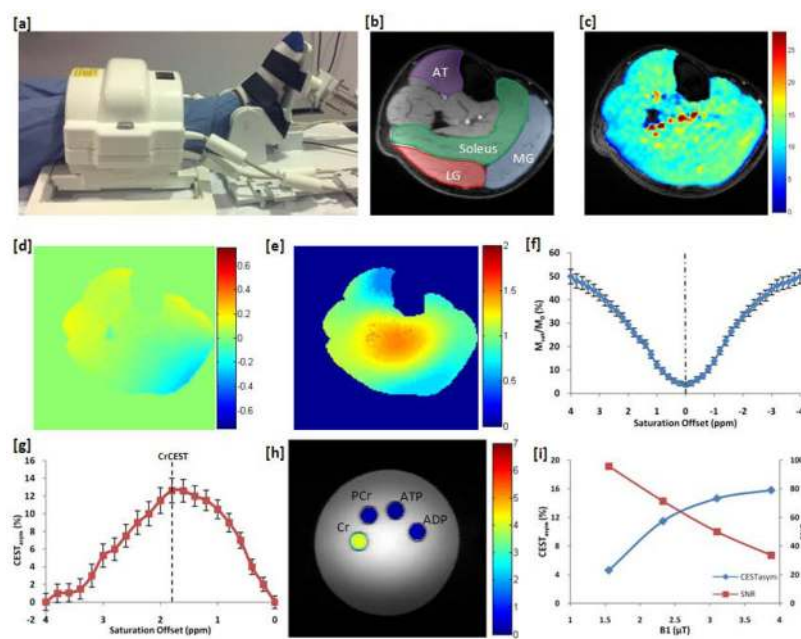 [a]
[b]
AT
Soleus
MG
LG
[c]
25
20
15
10
5
0
[d]
0.6
0.4
0.2
0
-0.2
-0.4
-0.6
[e]
2
1.5
1
0.5
0
[f]
60
50
40
30
20
10
0
Msat/M0 (%)
4 3 2 1 0 -1 -2 -3 -4
Saturation Offset (ppm)
[g]
CrCEST
16
14
12
10
8
6
4
2
0
-2
CESTasym (%)
4 3 2 1 0
Saturation Offset (ppm)
[h]
PCr
ATP
Cr
ADP
7
6
5
4
3
2
1
0
[i]
20
16
12
8
4
0
CESTasym (%)
100
80
60
40
20
0
CESTasym
SNR
1 1.5 2 2.5 3 3.5 4
B1 (μT)